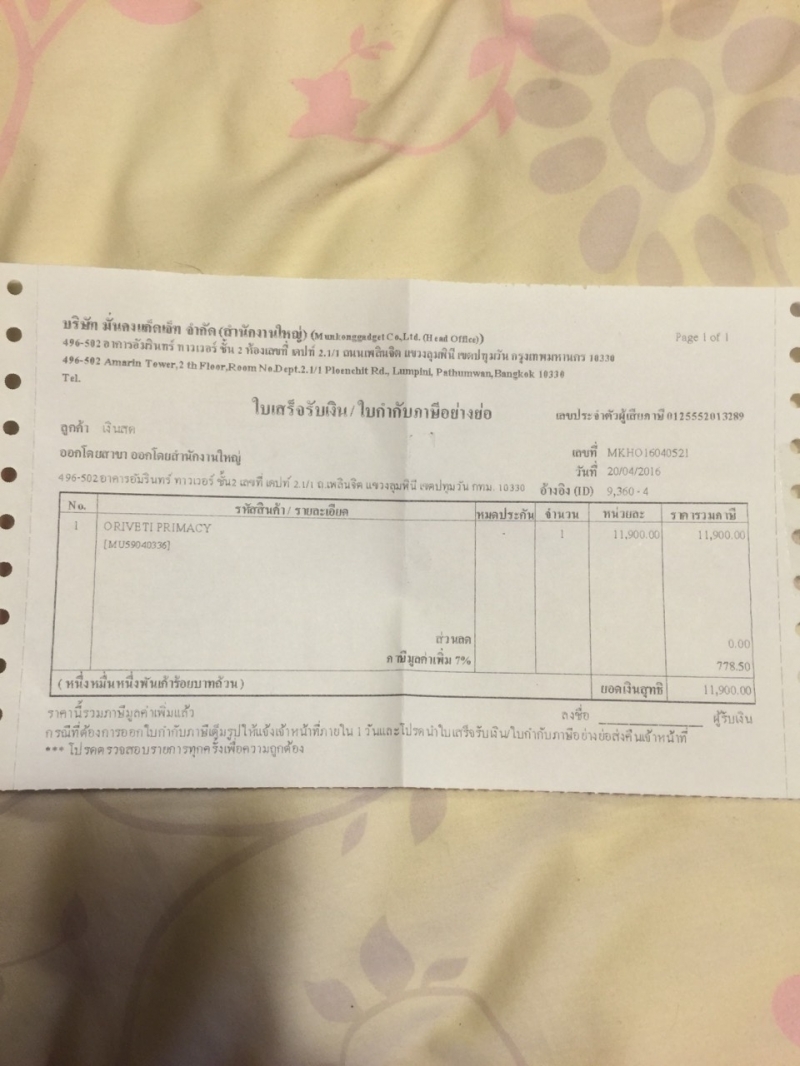 บริษัท มั่นคงแก็ดเจ็ท จำกัด (สำนักงานใหญ่) (Munkonggadget Co,Ltd. (Head Office))
Page 1 of 1
496-502 อาคารอัมรินทร์ ทาวเวอร์ ชั้น 2 ห้องเลขที่ เดปท์ 2.1/1 ถนนเพลินจิต แขวงลุมพินี เขตปทุมวัน กรุงเทพมหานคร 10330
496-502 Amarin Tower,2 th Floor,Room No.Dept.2.1/1 Ploenchit Rd., Lumpini, Pathumwan,Bangkok 10330
Tel.
ใบเสร็จรับเงิน/ ใบกำกับภาษีอย่างย่อ
เลขประจำตัวผู้เสียภาษี 0125552013289
ลูกค้า เงินสด
ออกโดยสาขา ออกโดยสำนักงานใหญ่
เลขที่ MKHO16040521
วันที่ 20/04/2016
496-502 อาคารอัมรินทร์ ทาวเวอร์ ชั้น2 เลขที่ เดปท์ 2.1/1 ถ.เพลินจิต แขวงลุมพินี เขตปทุมวัน กทม. 10330
อ้างอิง (ID) 9,360 - 4
No. รหัสสินค้า / รายละเอียด หมดประกัน จำนวน หน่วยละ ราคารวมภาษี
1 ORIVETI PRIMACY - 1 11,900.00 11,900.00
[MU59040336]
ส่วนลด 0.00
ภาษีมูลค่าเพิ่ม 7% 778.50
( หนึ่งหมื่นหนึ่งพันเก้าร้อยบาทถ้วน ) ยอดเงินสุทธิ 11,900.00
ราคานี้รวมภาษีมูลค่าเพิ่มแล้ว
ลงชื่อ ผู้รับเงิน
กรณีที่ต้องการออกใบกำกับภาษีเต็มรูปให้แจ้งเจ้าหน้าที่ภายใน 1 วันและโปรดนำใบเสร็จรับเงิน/ใบกำกับภาษีอย่างย่อส่งคืนเจ้าหน้าที่
*** โปรดตรวจสอบรายการทุกครั้งเพื่อความถูกต้อง